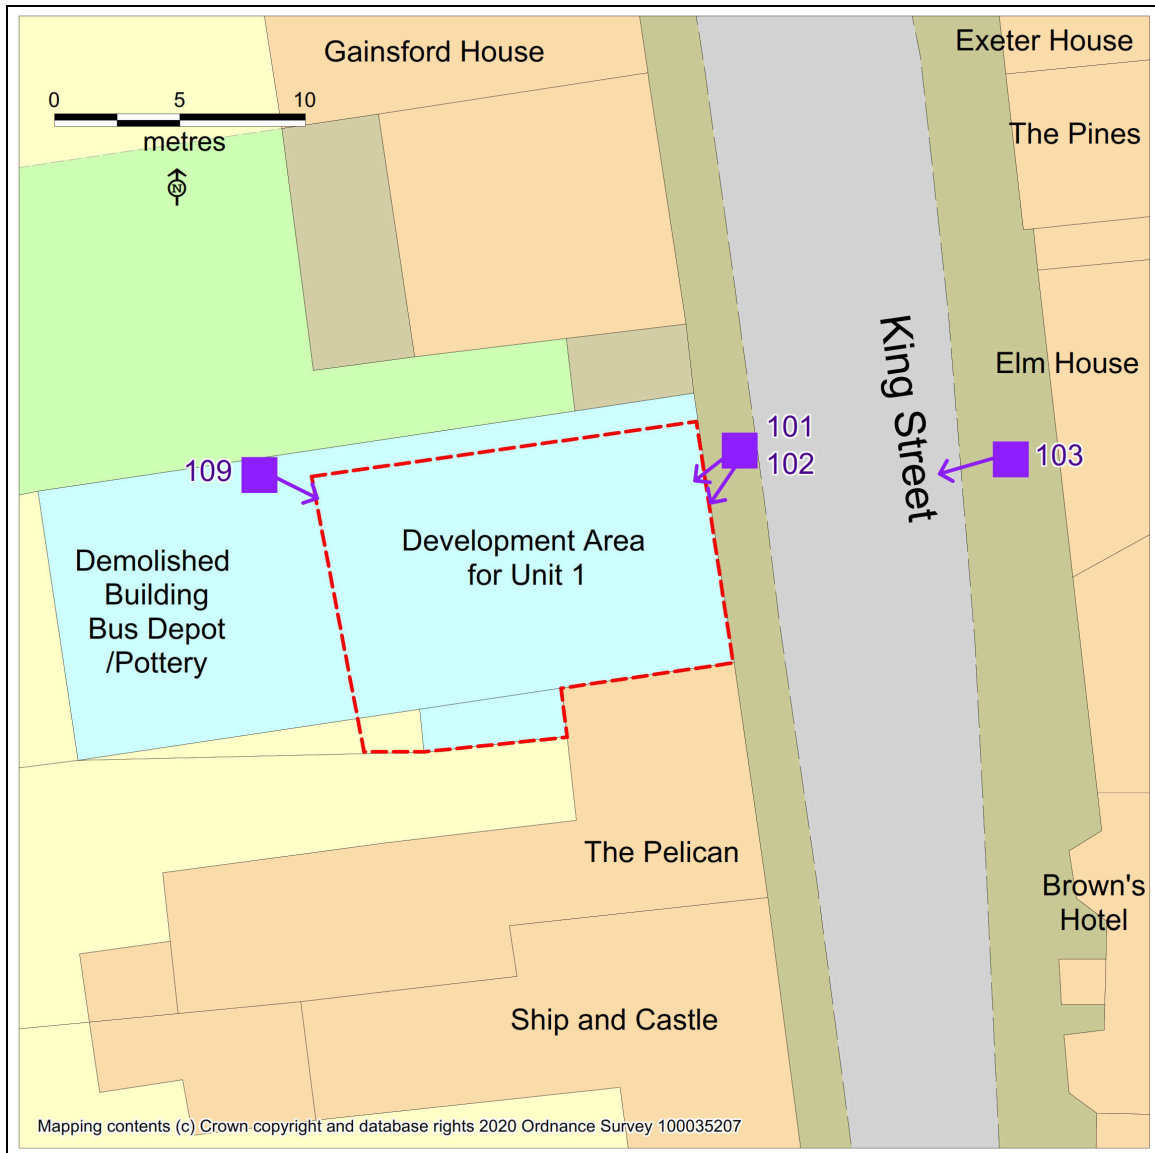 Gainsford House
Exeter House
0 5 10
metres
N
The Pines
King Street
Elm House
101
102
103
109
Development Area
for Unit 1
Demolished
Building
Bus Depot
/Pottery
The Pelican
Brown's
Hotel
Ship and Castle
Mapping contents (c) Crown copyright and database rights 2020 Ordnance Survey 100035207